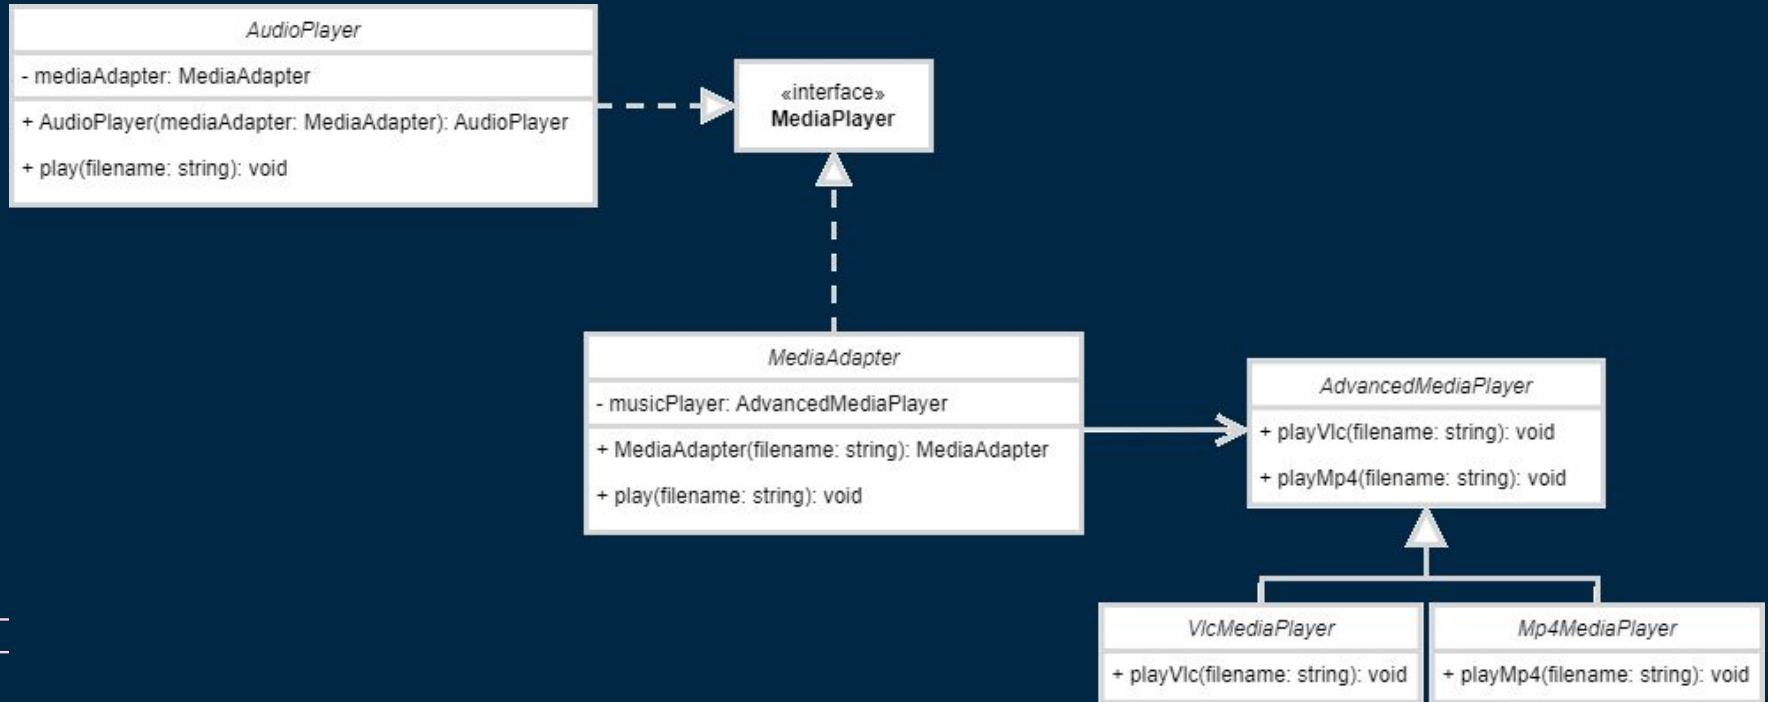 AudioPlayer
- mediaAdapter: MediaAdapter
+ AudioPlayer(mediaAdapter: MediaAdapter): AudioPlayer
+ play(filename: string): void
«interface»
MediaPlayer
MediaAdapter
- musicPlayer: AdvancedMediaPlayer
+ MediaAdapter(filename: string): MediaAdapter
+ play(filename: string): void
AdvancedMediaPlayer
+ playVlc(filename: string): void
+ playMp4(filename: string): void
VlcMediaPlayer
+ playVlc(filename: string): void
Mp4MediaPlayer
+ playMp4(filename: string): void